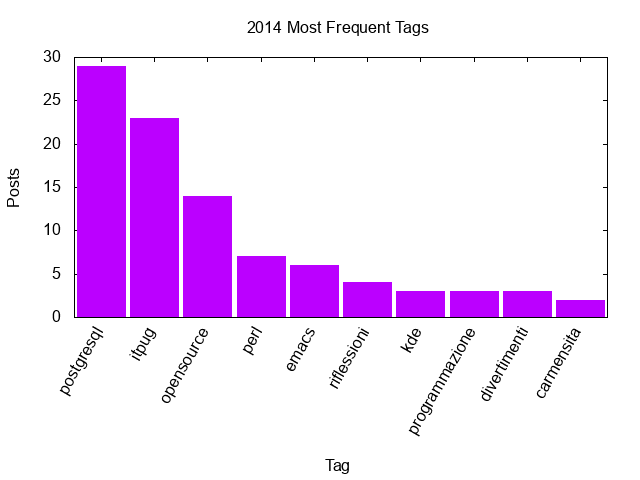 2014 Most Frequent Tags
30
25
20
15
10
5
0
Posts
postgresql
itpug
opensource
perl
emacs
riflessioni
kde
programmazione
divertimenti
carmensita
Tag